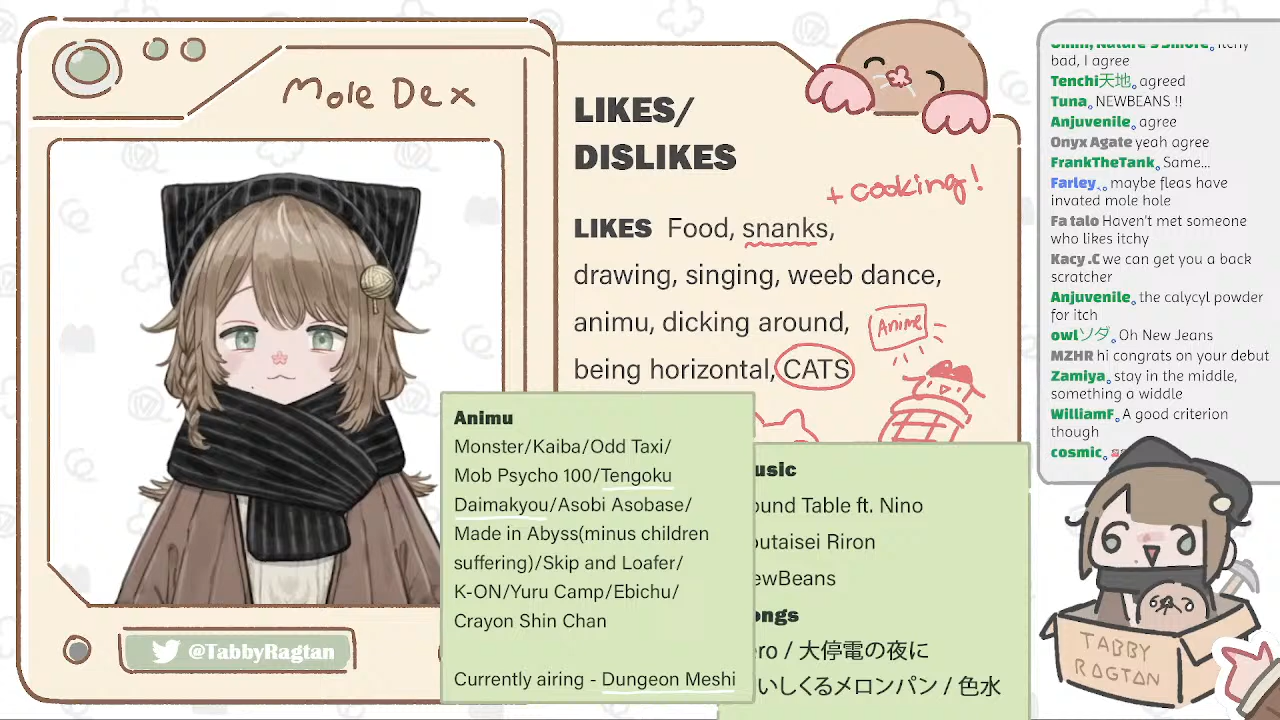 Mole Dex
@TabbyRagtan
LIKES/
DISLIKES
+ cooking!
LIKES Food, snanks,
drawing, singing, weeb dance,
animu, dicking around,
Anime
being horizontal, CATS
Animu
Monster/Kaiba/Odd Taxi/
Mob Psycho 100/Tengoku
Daimakyou/Asobi Asobase/
Made in Abyss(minus children
suffering)/Skip and Loafer/
K-ON/Yuru Camp/Ebichu/
Crayon Shin Chan
Currently airing - Dungeon Meshi
usic
ound Table ft. Nino
outaisei Riron
ewBeans
ongs
ero / 大停電の夜に
いしくるメロンパン / 色水
bad, I agree
Tenchi天地 agreed
Tuna NEWBEANS !!
Anjuvenile agree
Onyx Agate yeah agree
FrankTheTank Same...
Farley. maybe fleas have
invated mole hole
Fa talo Haven't met someone
who likes itchy
Kacy .C we can get you a back
scratcher
Anjuvenile the calycyl powder
for itch
owlソダ Oh New Jeans
MZHR hi congrats on your debut
Zamiya stay in the middle,
something a widdle
WilliamF A good criterion
though
cosmic
TABBY
RAGTAN